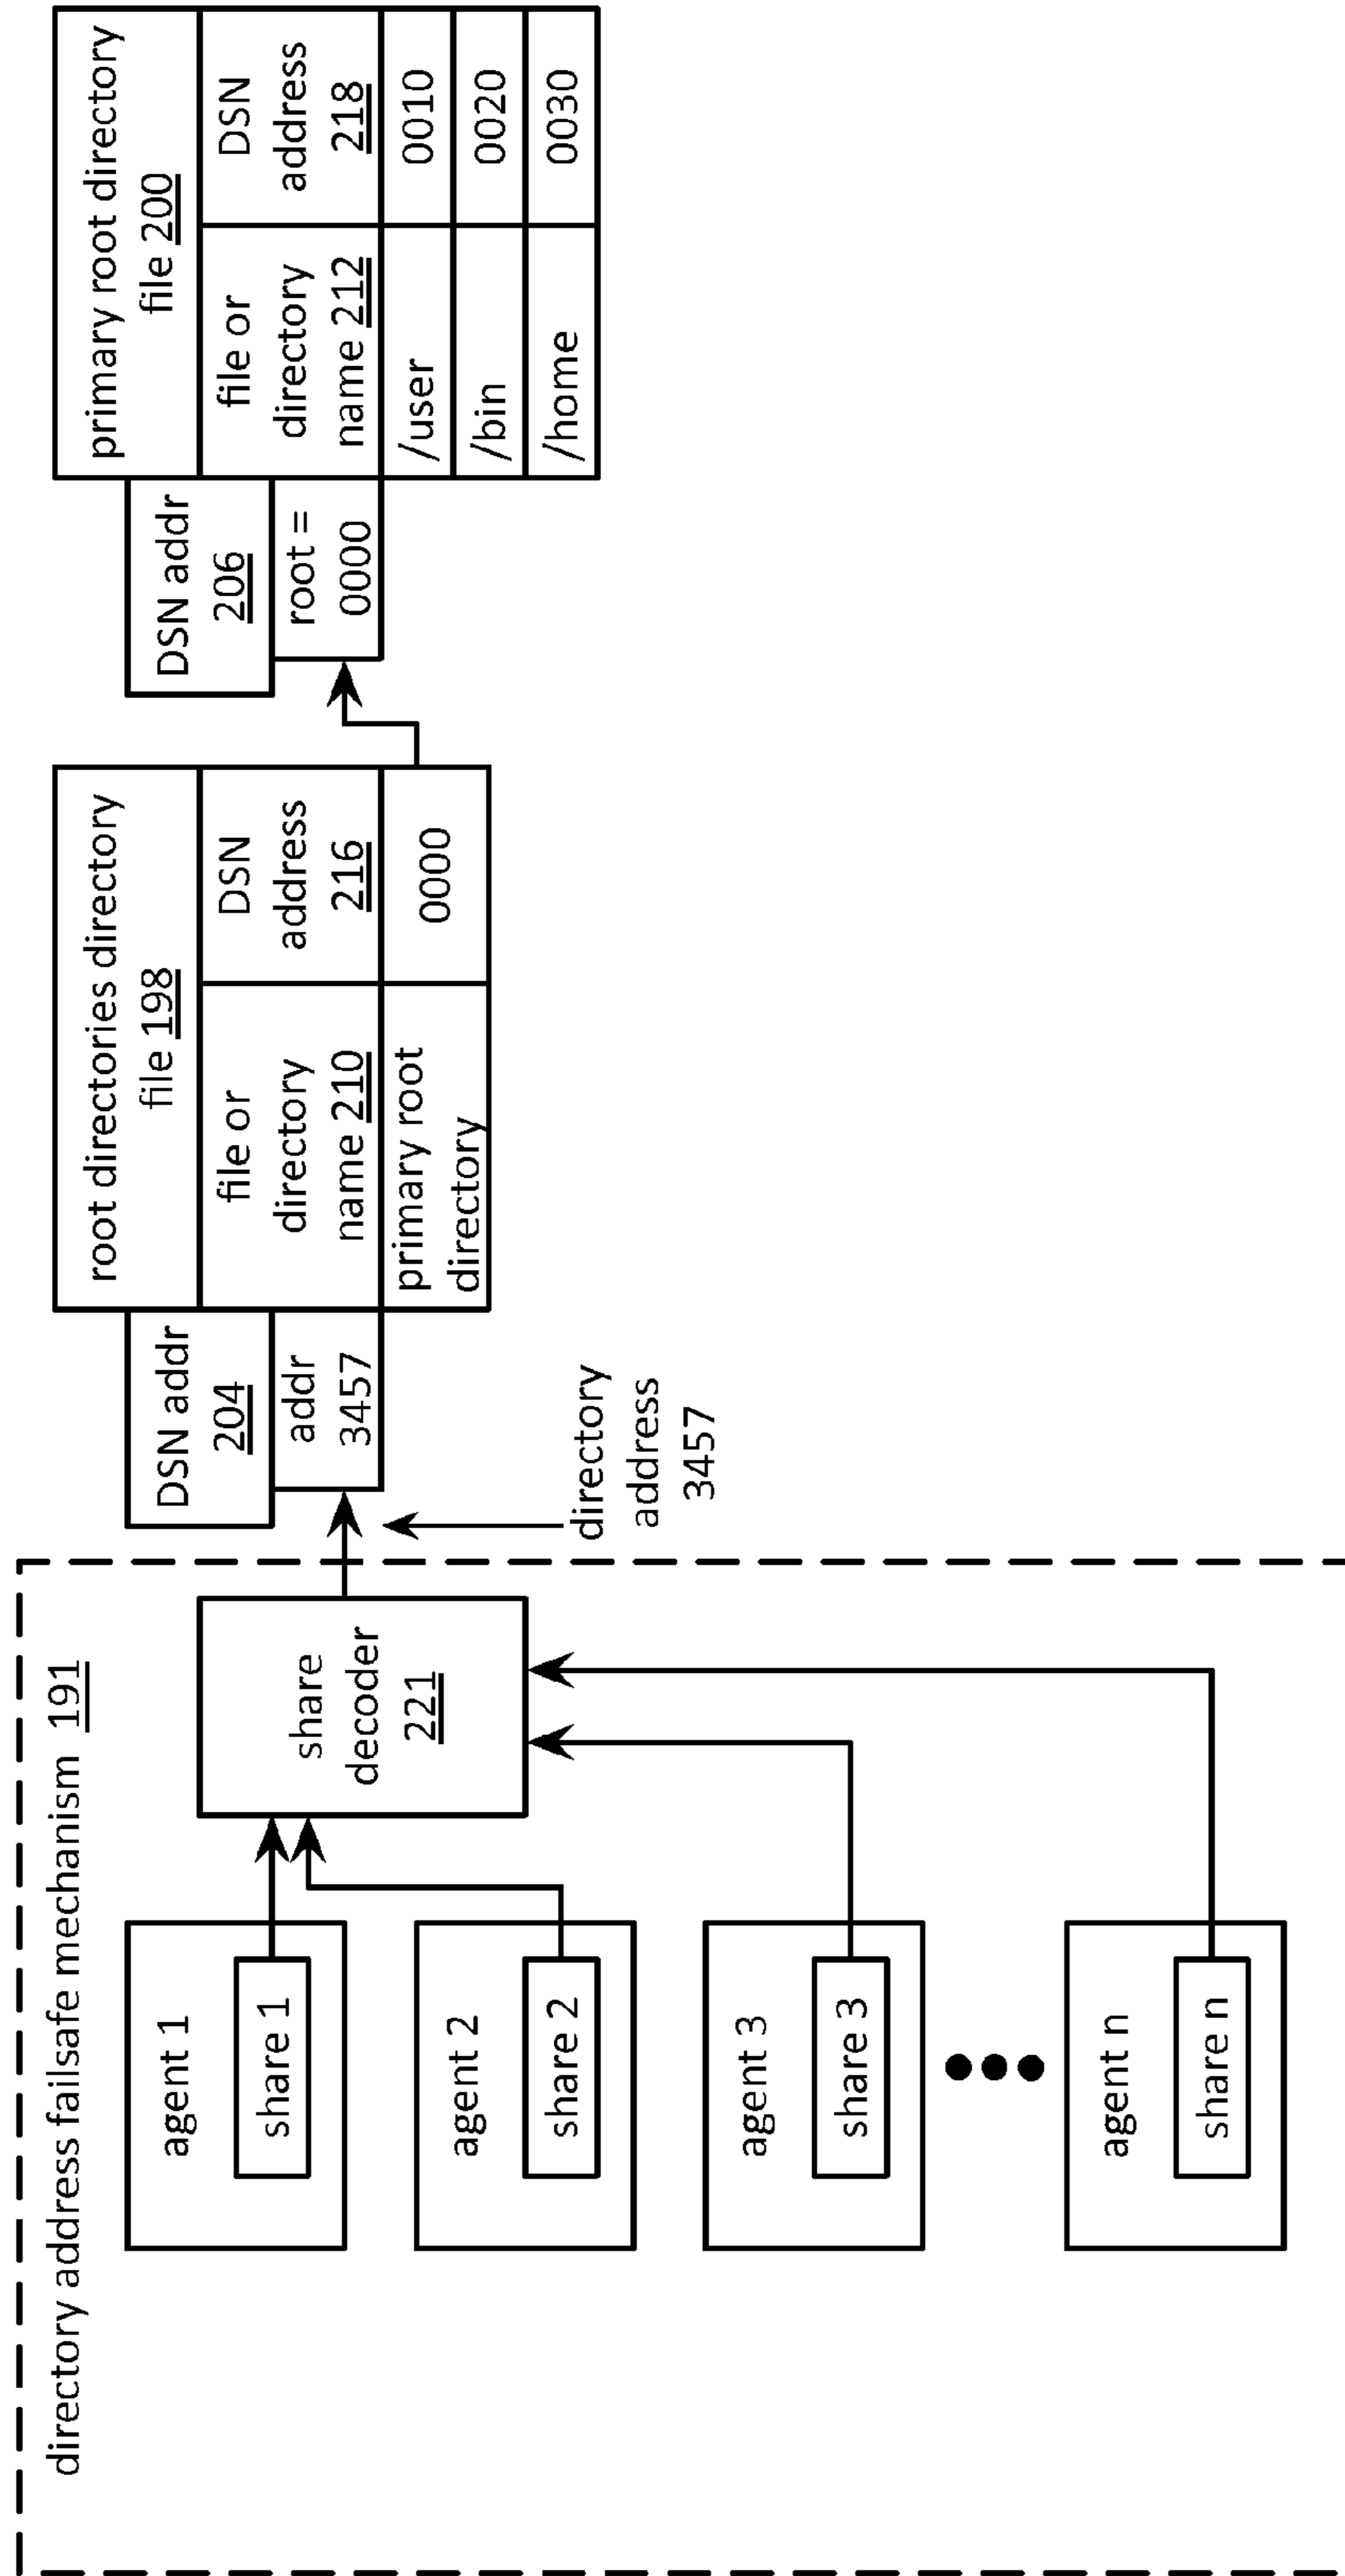 directory address failsafe mechanism 191
agent 1
share 1
agent 2
share 2
agent 3
share 3
agent n
share n
share
decoder
221
directory
address
3457
DSN addr
204
addr
3457
root directories directory
file 198
file or
directory
name 210
DSN
address
216
primary root
directory
0000
DSN addr
206
root =
0000
primary root directory
file 200
file or
directory
name 212
DSN
address
218
/user
0010
/bin
0020
/home
0030